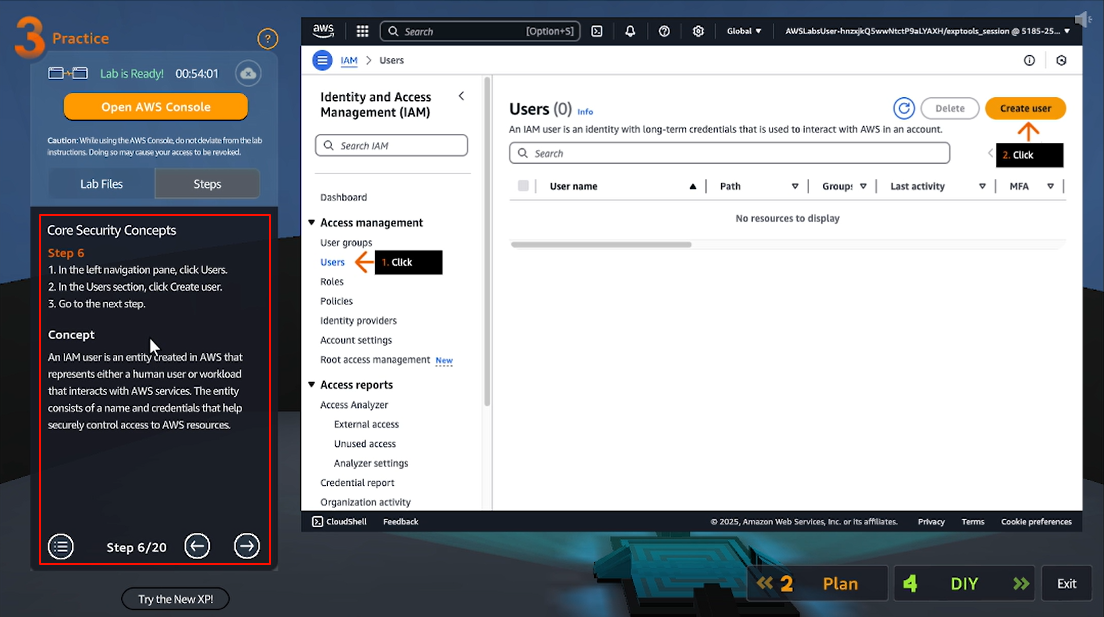 3 Practice
?
Lab is Ready! 00:54:01
Open AWS Console
Caution: While using the AWS Console, do not deviate from the lab
instructions. Doing so may cause your access to be revoked.
Lab Files
Steps
Core Security Concepts
Step 6
1. In the left navigation pane, click Users.
2. In the Users section, click Create user.
3. Go to the next step.
Concept
An IAM user is an entity created in AWS that
represents either a human user or workload
that interacts with AWS services. The entity
consists of a name and credentials that help
securely control access to AWS resources.
Step 6/20
Try the New XP!
aws
Search
[Option+S]
Global
AWSLabsUser-hnzxjkQ5wwNtctP9aLYAXH/exptools_session @ 5185-25...
IAM > Users
Identity and Access
Management (IAM)
Search IAM
Dashboard
Access management
User groups
Users
1. Click
Roles
Policies
Identity providers
Account settings
Root access management New
Access reports
Access Analyzer
External access
Unused access
Analyzer settings
Credential report
Organization activity
Users (0) Info
Delete
Create user
An IAM user is an identity with long-term credentials that is used to interact with AWS in an account.
Search
2. Click
User name
Path
Group:
Last activity
MFA
No resources to display
CloudShell
Feedback
© 2025, Amazon Web Services, Inc. or its affiliates.
Privacy
Terms
Cookie preferences
2 Plan
4 DIY
Exit